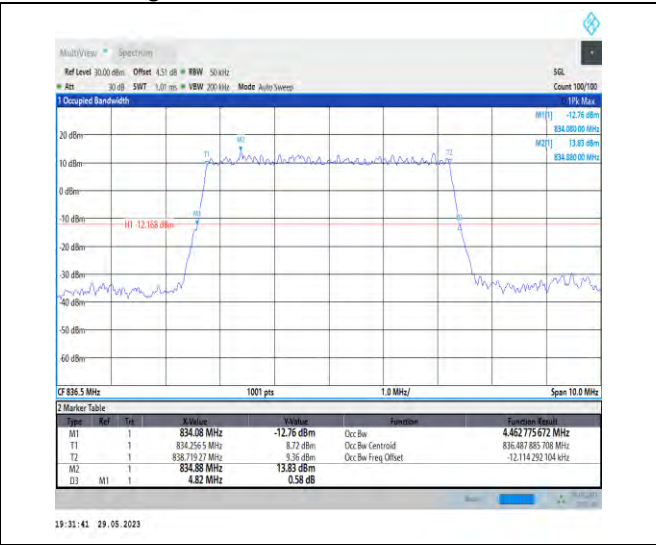 MultiView Spectrum
Ref Level 30.00 dBm Offset 4.51 dB RBW 50 kHz SGL
Att 30 dB SWT 1.01 ms VBW 200 kHz Mode Auto Sweep Count 100/100
1 Occupied Bandwidth 1Pk Max
M1[1] -12.76 dBm
834.080 00 MHz
M2[1] 13.83 dBm
834.880 00 MHz
20 dBm
M2
T1 T2
10 dBm
0 dBm
-10 dBm
M1
H1 -12.168 dBm
-20 dBm
-30 dBm
-40 dBm
-50 dBm
-60 dBm
CF 836.5 MHz 1001 pts 1.0 MHz/ Span 10.0 MHz
2 Marker Table
Type Ref Trc X-Value Y-Value Function Function Result
M1 1 834.08 MHz -12.76 dBm Occ Bw 4.462 775 672 MHz
T1 1 834.256 5 MHz 8.72 dBm Occ Bw Centroid 836.487 885 708 MHz
T2 1 838.719 27 MHz 9.36 dBm Occ Bw Freq Offset -12.114 292 104 kHz
M2 1 834.88 MHz 13.83 dBm
D3 M1 1 4.82 MHz 0.58 dB
19:31:41 29.05.2023